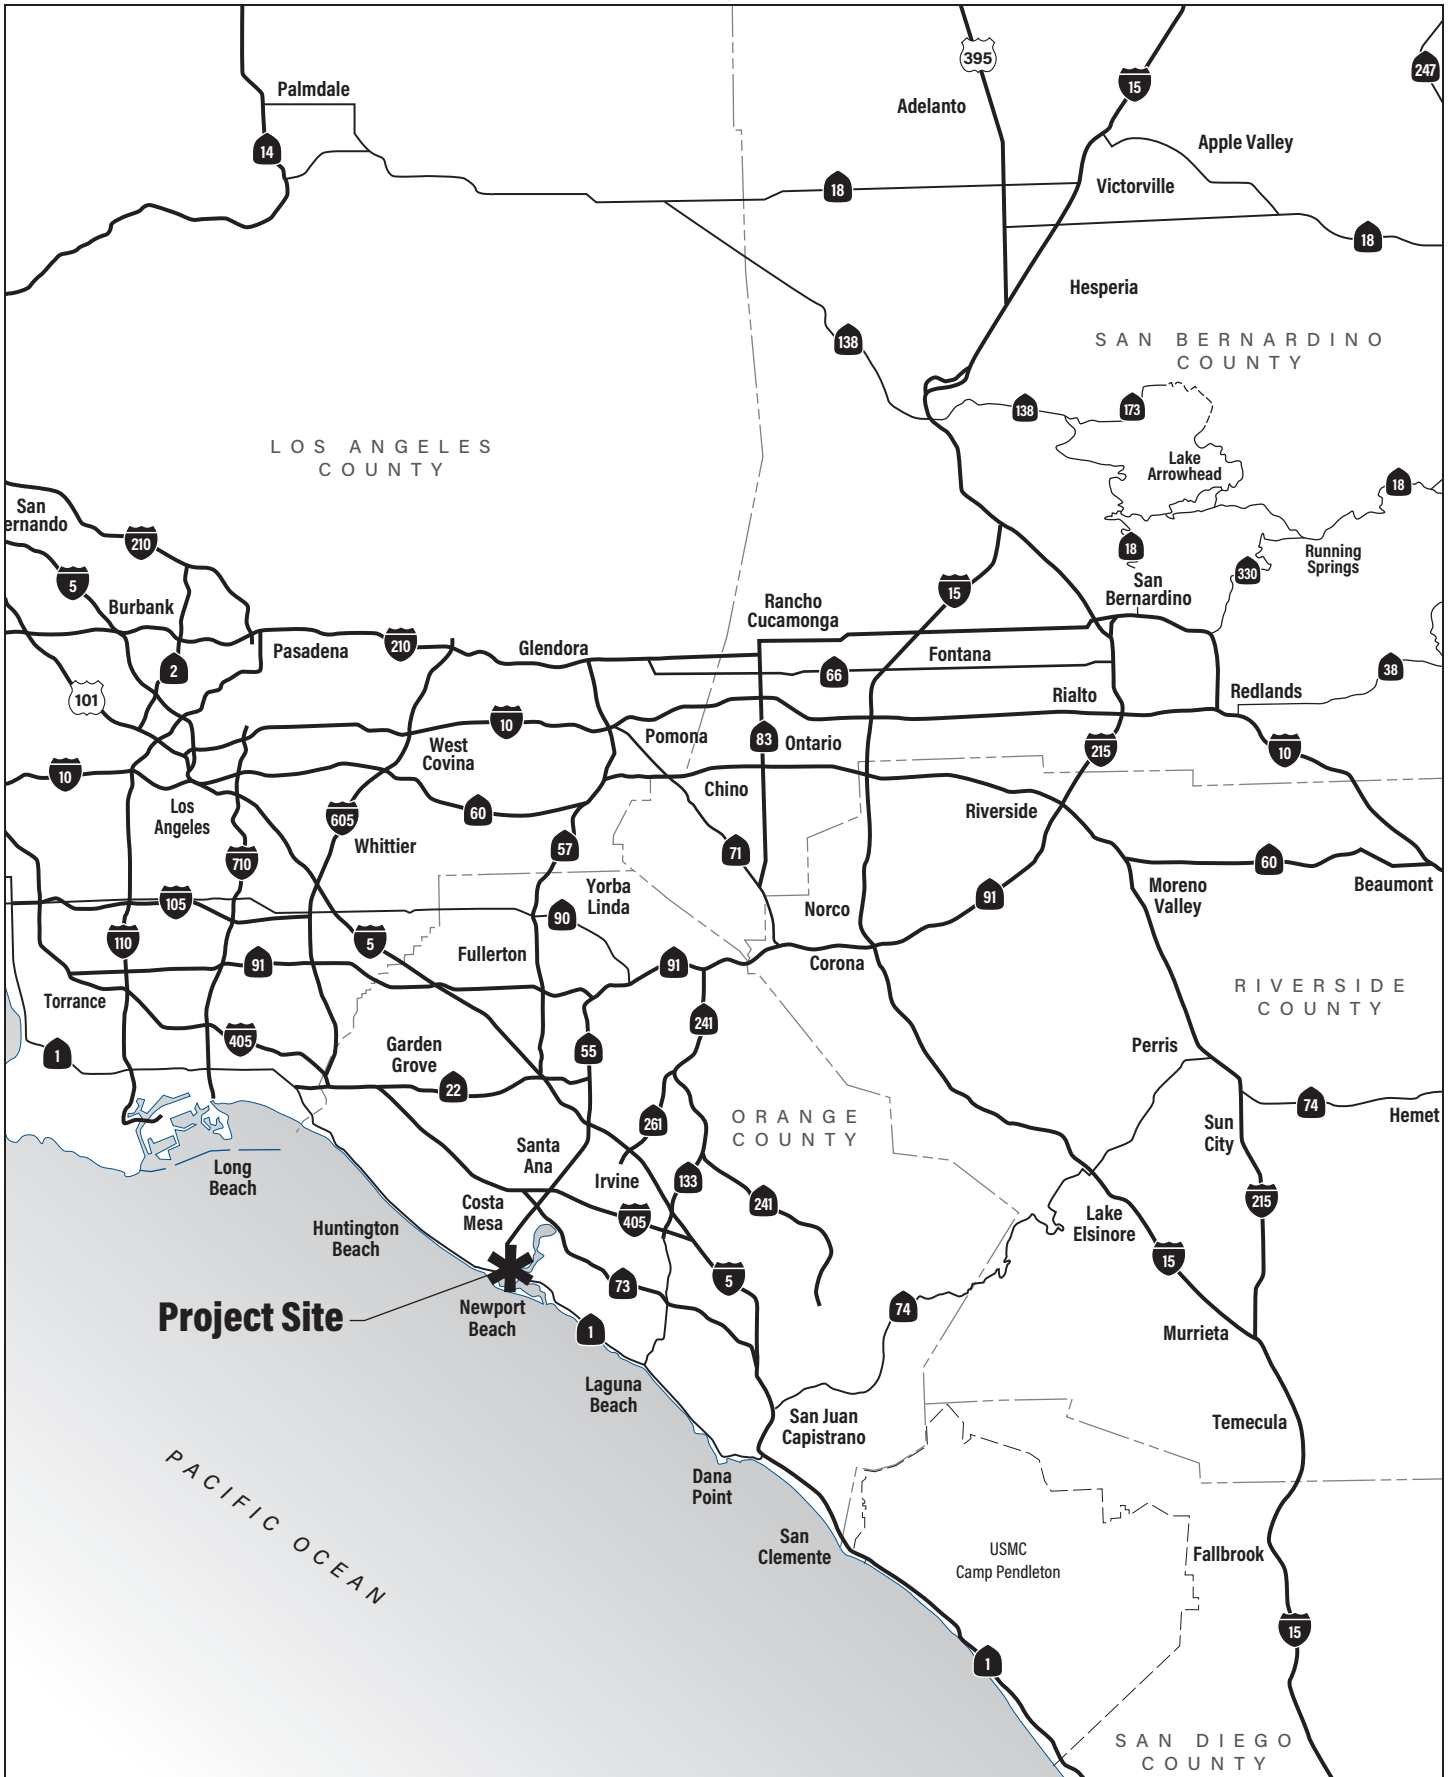 395
15
247
Palmdale
Adelanto
14
Apple Valley
18
Victorville
18
Hesperia
138
SAN BERNARDINO
COUNTY
138
173
LOS ANGELES
COUNTY
Lake
Arrowhead
18
San
ernando
210
18
Running
Springs
5
330
15
San
Bernardino
Burbank
Rancho
Cucamonga
Pasadena
210
Glendora
Fontana
2
66
38
101
Rialto
Redlands
10
Pomona
83
Ontario
215
10
West
Covina
10
Chino
Los
Angeles
605
60
Riverside
Whittier
57
71
710
60
Yorba
Linda
Moreno
Valley
Beaumont
105
90
Norco
91
110
5
Fullerton
91
91
Corona
Torrance
RIVERSIDE
COUNTY
241
1
405
Garden
Grove
55
Perris
22
74
Hemet
261
ORANGE
COUNTY
Sun
City
Santa
Ana
Long
Beach
Irvine
133
241
215
Costa
Mesa
405
Lake
Elsinore
Huntington
Beach
15
73
5
Project Site
Newport
Beach
74
1
Murrieta
Laguna
Beach
San Juan
Capistrano
Temecula
PACIFIC OCEAN
Dana
Point
San
Clemente
USMC
Camp Pendleton
Fallbrook
15
1
SAN DIEGO
COUNTY